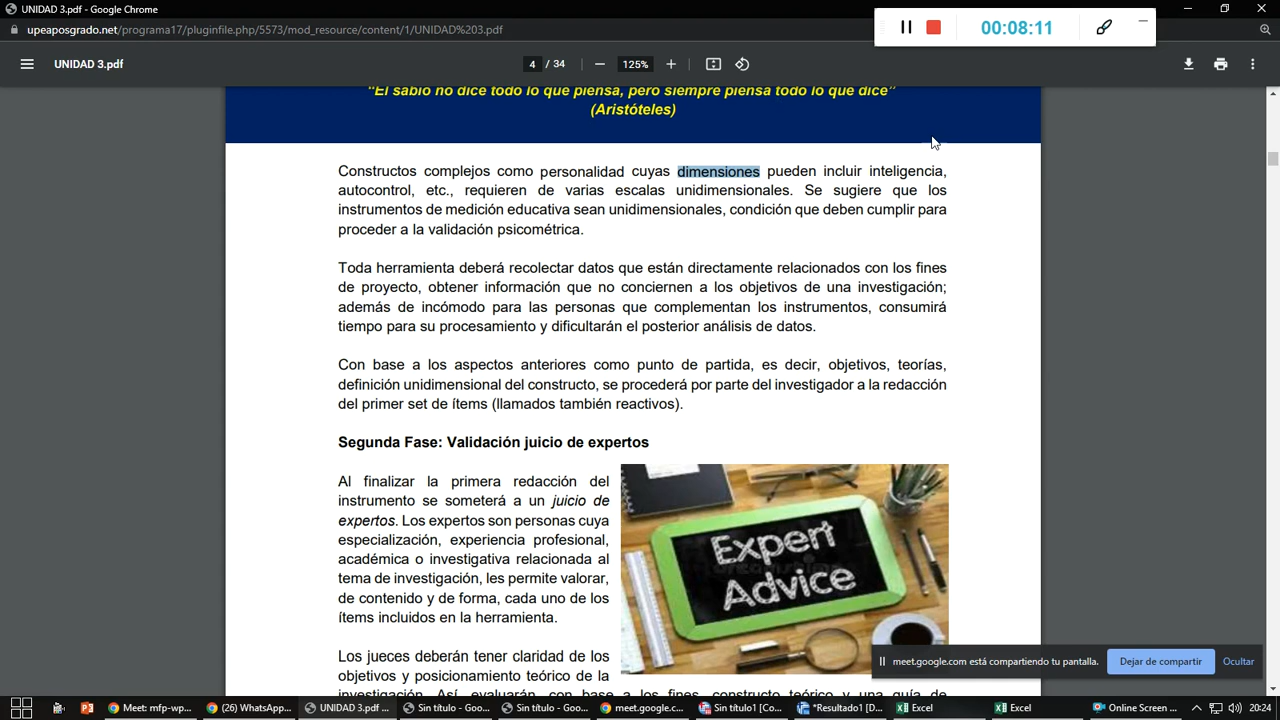 UNIDAD 3.pdf - Google Chrome
upeaposgrado.net/programa17/pluginfile.php/5573/mod_resource/content/1/UNIDAD%203.pdf
00:08:11
UNIDAD 3.pdf
4 / 34
125%
"El sabio no dice todo lo que piensa, pero siempre piensa todo lo que dice"
(Aristóteles)
Constructos complejos como personalidad cuyas dimensiones pueden incluir inteligencia,
autocontrol, etc., requieren de varias escalas unidimensionales. Se sugiere que los
instrumentos de medición educativa sean unidimensionales, condición que deben cumplir para
proceder a la validación psicométrica.
Toda herramienta deberá recolectar datos que están directamente relacionados con los fines
de proyecto, obtener información que no conciernen a los objetivos de una investigación;
además de incómodo para las personas que complementan los instrumentos, consumirá
tiempo para su procesamiento y dificultarán el posterior análisis de datos.
Con base a los aspectos anteriores como punto de partida, es decir, objetivos, teorías,
definición unidimensional del constructo, se procederá por parte del investigador a la redacción
del primer set de ítems (llamados también reactivos).
Segunda Fase: Validación juicio de expertos
Al finalizar la primera redacción del
instrumento se someterá a un juicio de
expertos. Los expertos son personas cuya
especialización, experiencia profesional,
académica o investigativa relacionada al
tema de investigación, les permite valorar,
de contenido y de forma, cada uno de los
ítems incluidos en la herramienta.
Expert
Advice
Los jueces deberán tener claridad de los
objetivos y posicionamiento teórico de la
investigación. Así, evaluarán, con base a los fines, constructo teórico y una guía de
meet.google.com está compartiendo tu pantalla.
Dejar de compartir
Ocultar
Meet: mfp-wp...
(26) WhatsApp...
UNIDAD 3.pdf ...
Sin título - Goo...
Sin título - Goo...
meet.google.c...
Sin título1 [Co...
*Resultado1 [D...
Excel
Excel
Online Screen ...
20:24